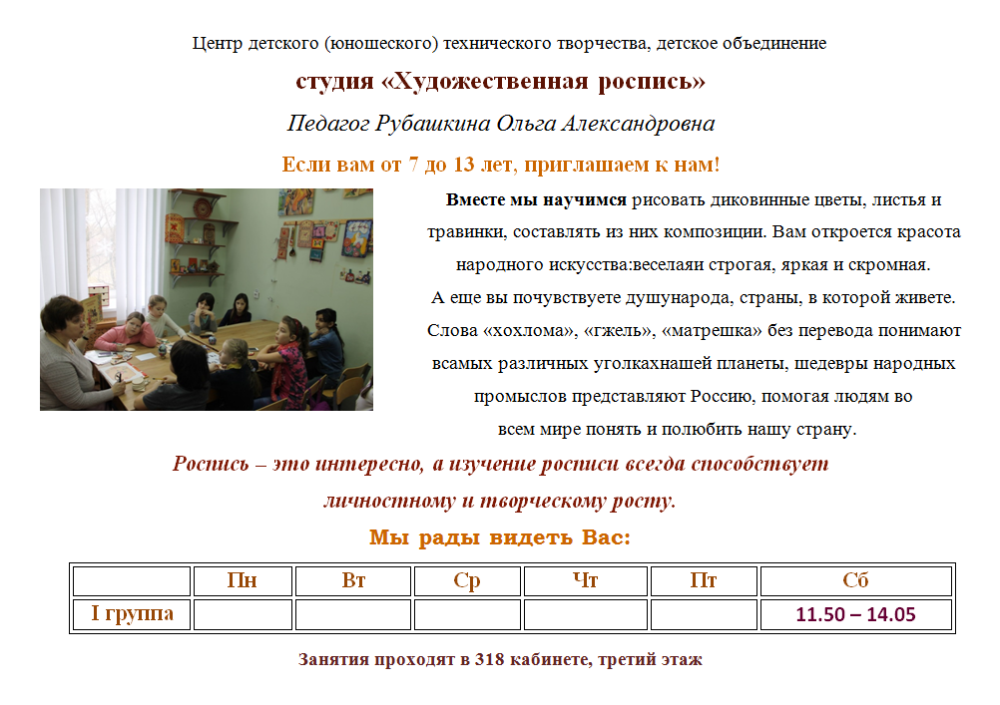 Центр детского (юношеского) технического творчества, детское объединение
студия «Художественная роспись»
Педагог Рубашкина Ольга Александровна
Если вам от 7 до 13 лет, приглашаем к нам!
Вместе мы научимся рисовать диковинные цветы, листья и
травинки, составлять из них композиции. Вам откроется красота
народного искусства:веселаяи строгая, яркая и скромная.
А еще вы почувствуете душународа, страны, в которой живете.
Слова «хохлома», «гжель», «матрешка» без перевода понимают
всамых различных уголкахнашей планеты, шедевры народных
промыслов представляют Россию, помогая людям во
всем мире понять и полюбить нашу страну.
Роспись – это интересно, а изучение росписи всегда способствует
личностному и творческому росту.
Мы рады видеть Вас:
Пн Вт Ср Чт Пт Сб
I группа 11.50 – 14.05
Занятия проходят в 318 кабинете, третий этаж